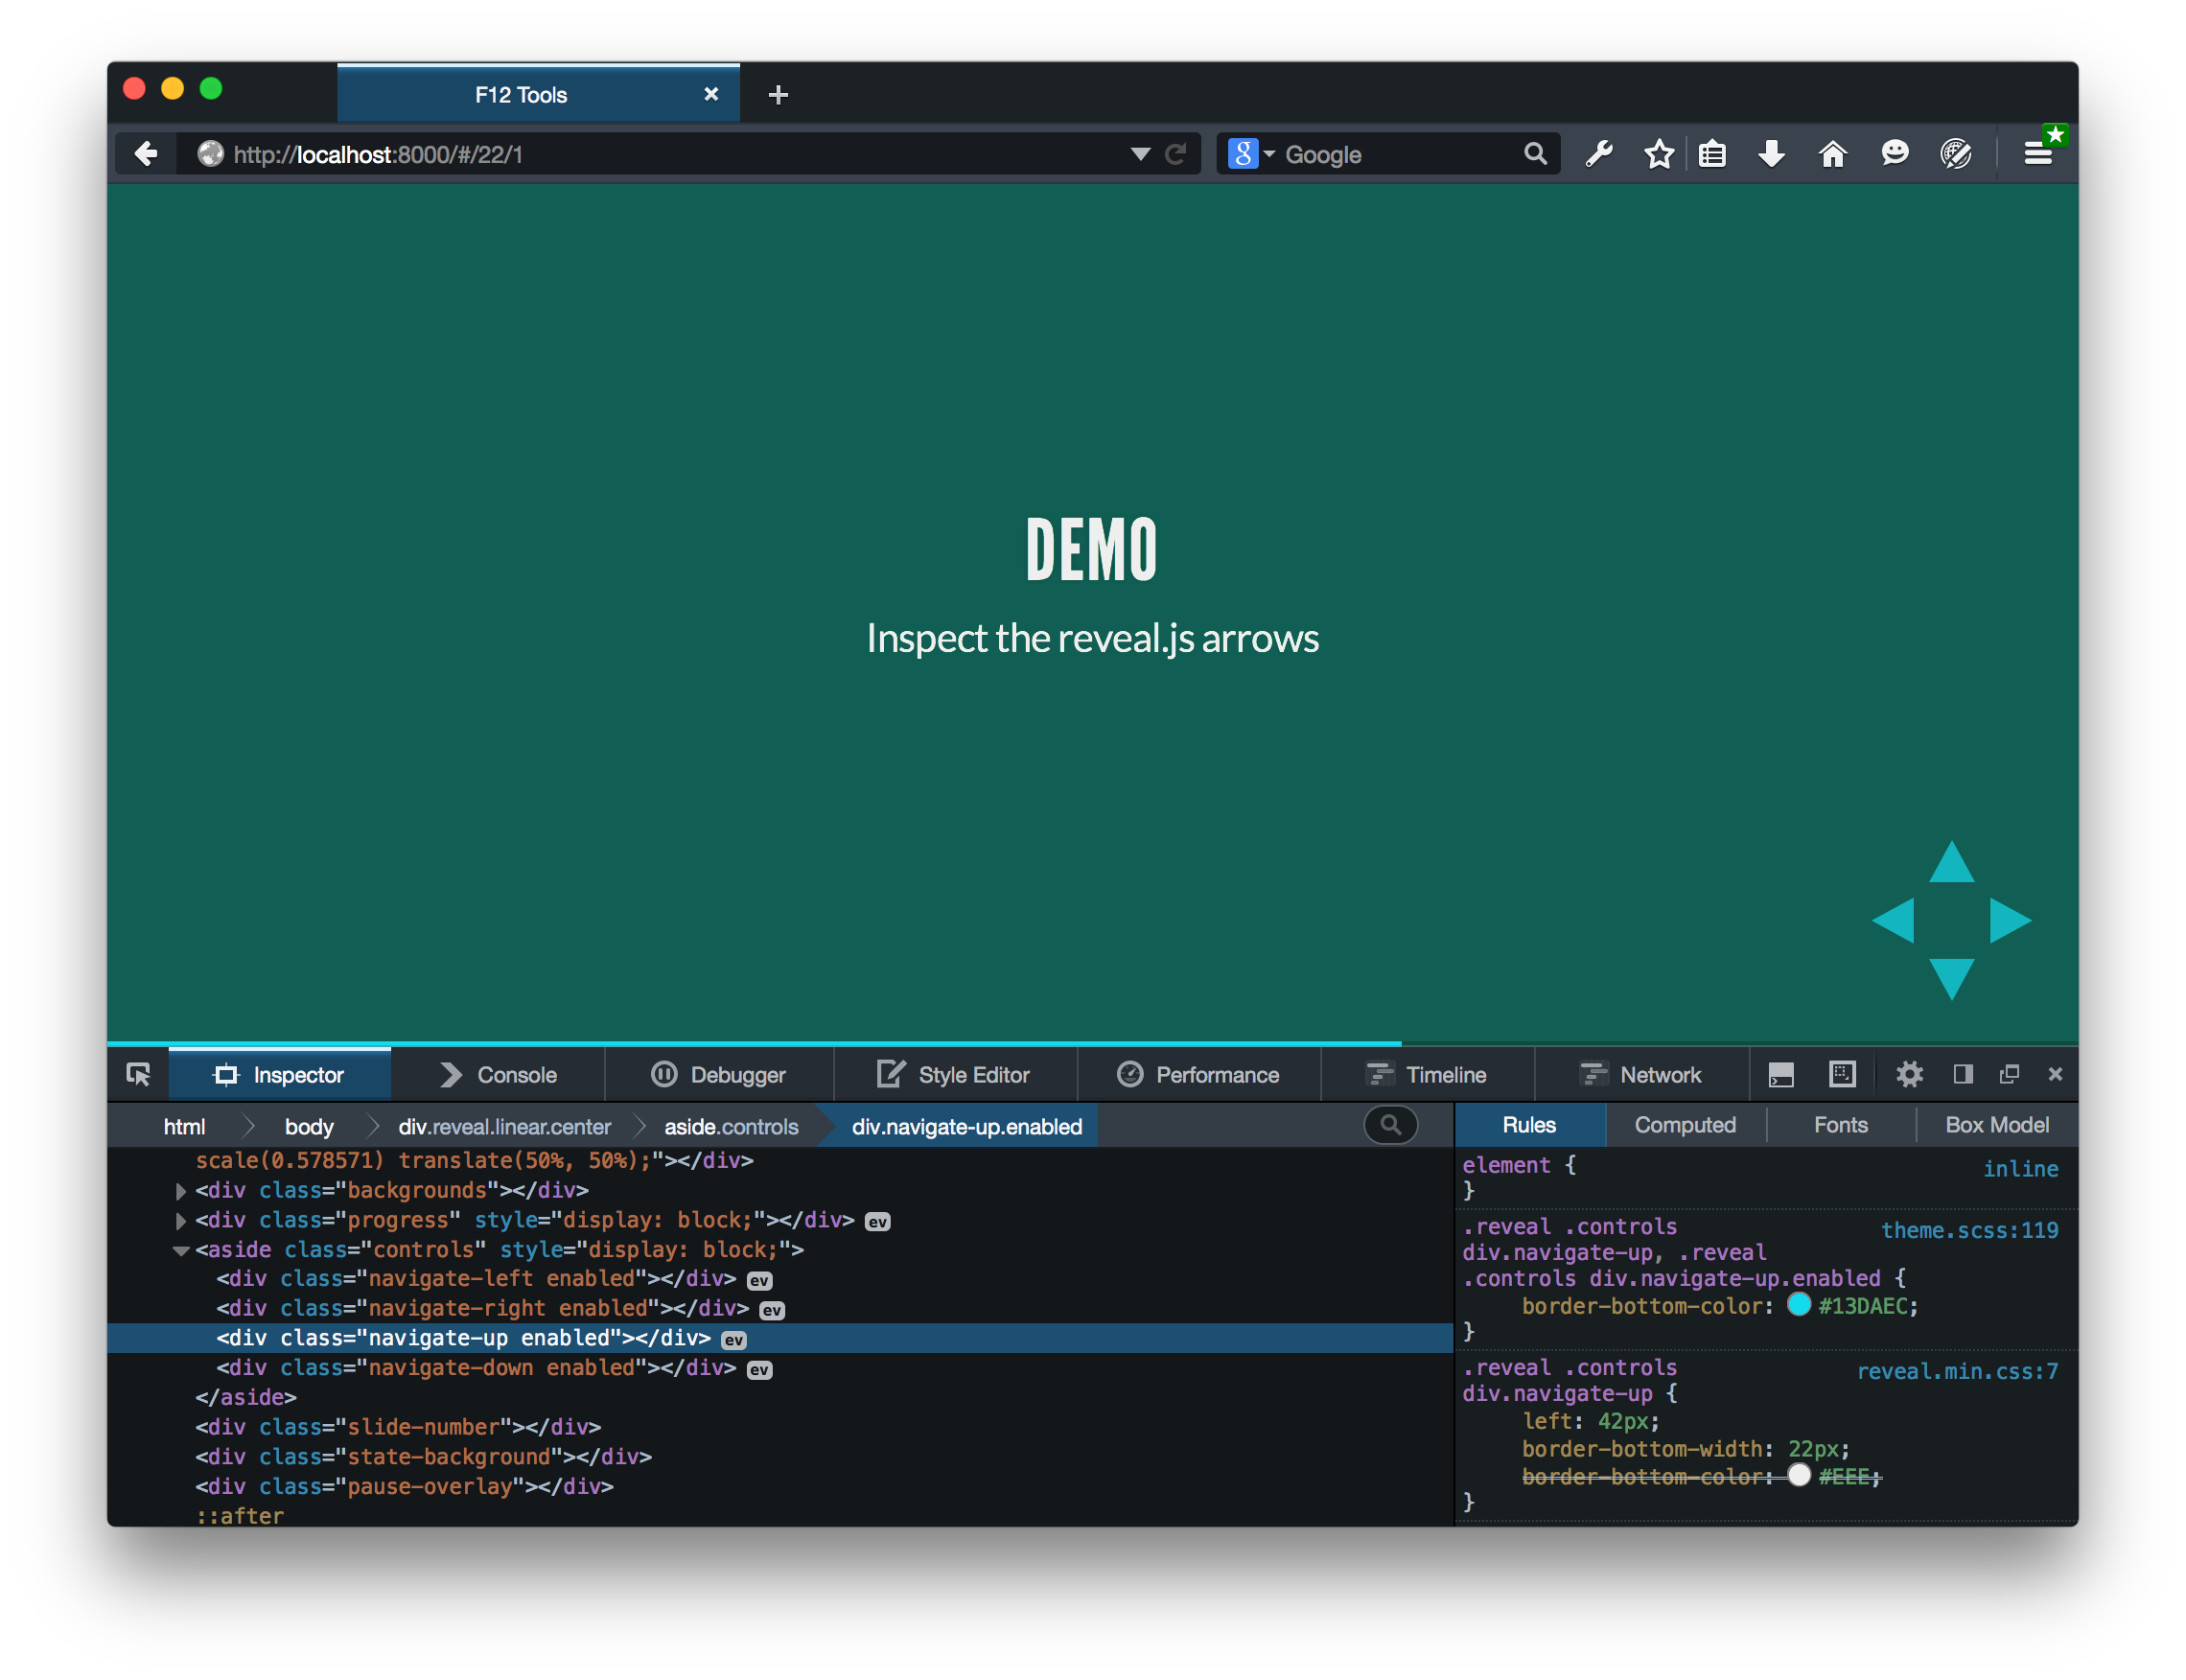 F12 Tools
http://localhost:8000/#/22/1
g Google
DEMO
Inspect the reveal.js arrows
Inspector Console Debugger Style Editor Performance Timeline Network
html body div.reveal.linear.center aside.controls div.navigate-up.enabled
scale(0.578571) translate(50%, 50%);"></div>
<div class="backgrounds"></div>
<div class="progress" style="display: block;"></div> ev
<aside class="controls" style="display: block;">
<div class="navigate-left enabled"></div> ev
<div class="navigate-right enabled"></div> ev
<div class="navigate-up enabled"></div> ev
<div class="navigate-down enabled"></div> ev
</aside>
<div class="slide-number"></div>
<div class="state-background"></div>
<div class="pause-overlay"></div>
::after
Rules Computed Fonts Box Model
element { inline
}
.reveal .controls theme.scss:119
div.navigate-up, .reveal
.controls div.navigate-up.enabled {
border-bottom-color: #13DAEC;
}
.reveal .controls reveal.min.css:7
div.navigate-up {
left: 42px;
border-bottom-width: 22px;
border-bottom-color: #EEE;
}